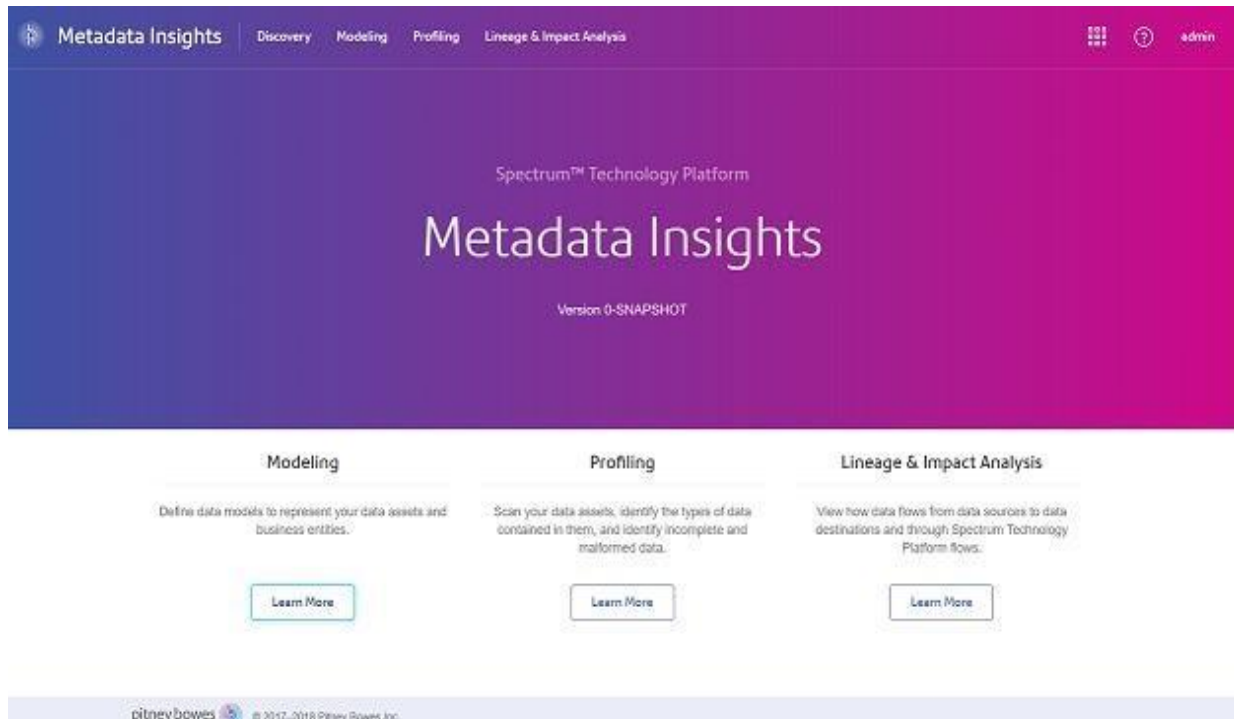 Metadata Insights Discovery Modeling Profiling Lineage & Impact Analysis admin
Spectrum™ Technology Platform
Metadata Insights
Version 0-SNAPSHOT
Modeling
Define data models to represent your data assets and
business entities.
Learn More
Profiling
Scan your data assets, identify the types of data
contained in them, and identify incomplete and
malformed data.
Learn More
Lineage & Impact Analysis
View how data flows from data sources to data
destinations and through Spectrum Technology
Platform flows.
Learn More
pitney bowes © 2017-2018 Pitney Bowes Inc.